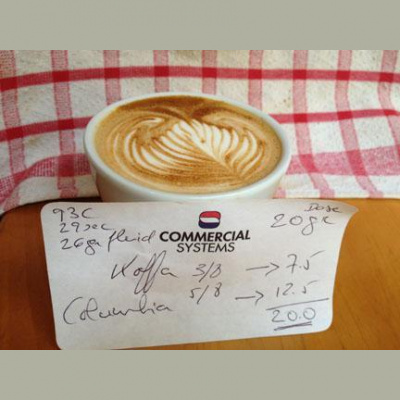 93C
29sec
26gr fluid
COMMERCIAL
SYSTEMS
Dose
20gr
Kaffa 3/8 → 7.5
Columbia 5/8 → 12.5
20.0